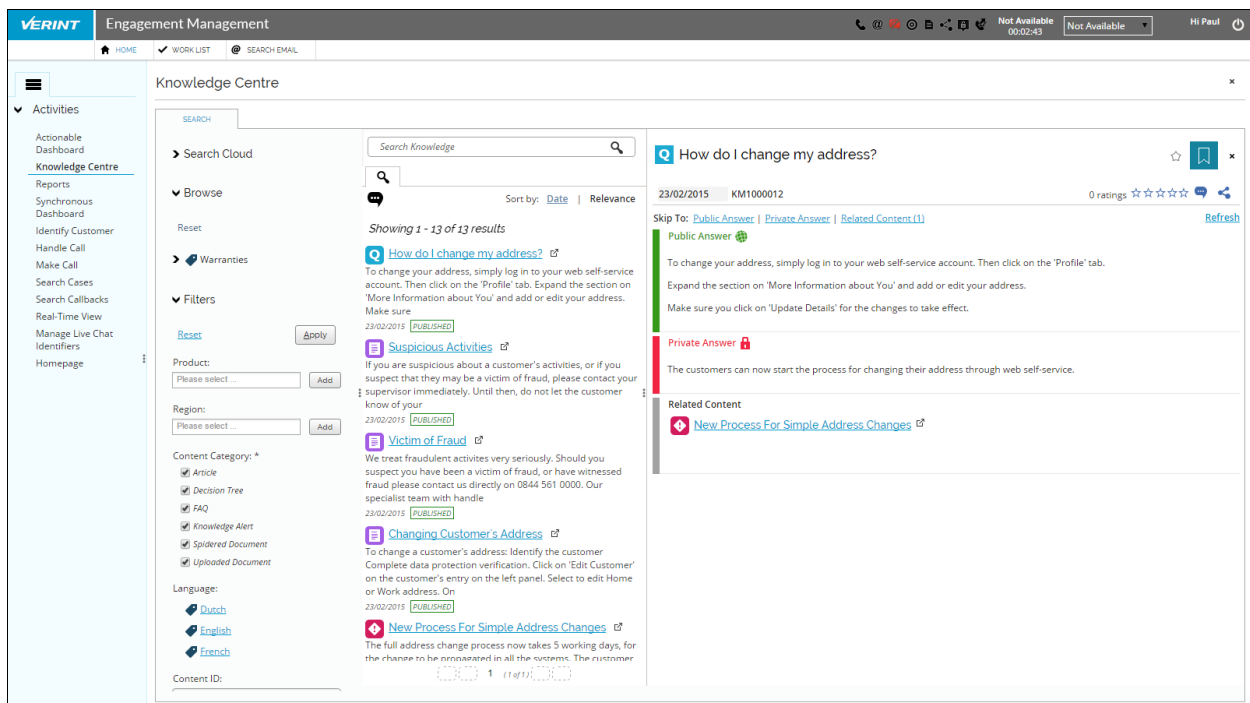 VERINT
Engagement Management
Not Available
00:02:43
Not Available
Hi Paul
HOME
WORK LIST
@ SEARCH EMAIL
Knowledge Centre
Activities
Actionable
Dashboard
Knowledge Centre
Reports
Synchronous
Dashboard
Identify Customer
Handle Call
Make Call
Search Cases
Search Callbacks
Real-Time View
Manage Live Chat
Identifiers
Homepage
SEARCH
Search Cloud
Browse
Reset
Warranties
Filters
Reset
Apply
Product:
Please select ...
Add
Region:
Please select ...
Add
Content Category: *
Article
Decision Tree
FAQ
Knowledge Alert
Spidered Document
Uploaded Document
Language:
Dutch
English
French
Content ID:
Search Knowledge
Sort by: Date | Relevance
Showing 1 - 13 of 13 results
Q How do I change my address?
To change your address, simply log in to your web self-service
account. Then click on the 'Profile' tab. Expand the section on
'More Information about You' and add or edit your address.
Make sure
23/02/2015 PUBLISHED
Suspicious Activities
If you are suspicious about a customer's activities, or if you
suspect that they may be a victim of fraud, please contact your
supervisor immediately. Until then, do not let the customer
know of your
23/02/2015 PUBLISHED
Victim of Fraud
We treat fraudulent activites very seriously. Should you
suspect you have been a victim of fraud, or have witnessed
fraud please contact us directly on 0844 561 0000. Our
specialist team with handle
23/02/2015 PUBLISHED
Changing Customer's Address
To change a customer's address: Identify the customer
Complete data protection verification. Click on 'Edit Customer'
on the customer's entry on the left panel. Select to edit Home
or Work address. On
23/02/2015 PUBLISHED
New Process For Simple Address Changes
The full address change process now takes 5 working days, for
the change to be propagated in all the systems. The customer
1 (1 of 1)
Q How do I change my address?
23/02/2015 KM1000012
0 ratings
Skip To: Public Answer | Private Answer | Related Content (1)
Refresh
Public Answer
To change your address, simply log in to your web self-service account. Then click on the 'Profile' tab.
Expand the section on 'More Information about You' and add or edit your address.
Make sure you click on 'Update Details' for the changes to take effect.
Private Answer
The customers can now start the process for changing their address through web self-service.
Related Content
New Process For Simple Address Changes